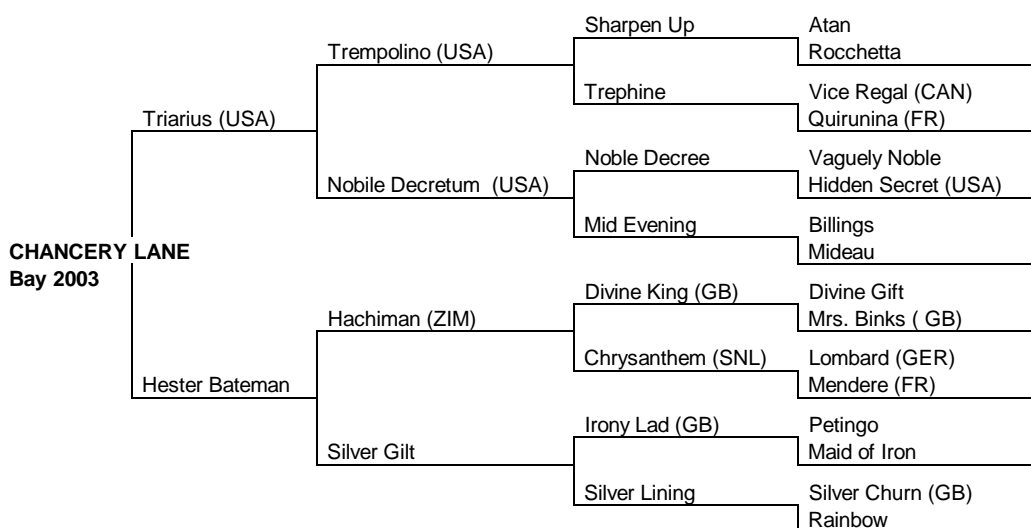 Sharpen Up
Atan
Trempolino (USA)
Rocchetta
Trephine
Vice Regal (CAN)
Triarius (USA)
Quirunina (FR)
Noble Decree
Vaguely Noble
Nobile Decretum (USA)
Hidden Secret (USA)
Mid Evening
Billings
CHANCERY LANE
Mideau
Bay 2003
Divine King (GB)
Divine Gift
Hachiman (ZIM)
Mrs. Binks ( GB)
Chrysanthem (SNL)
Lombard (GER)
Hester Bateman
Mendere (FR)
Irony Lad (GB)
Petingo
Silver Gilt
Maid of Iron
Silver Lining
Silver Churn (GB)
Rainbow